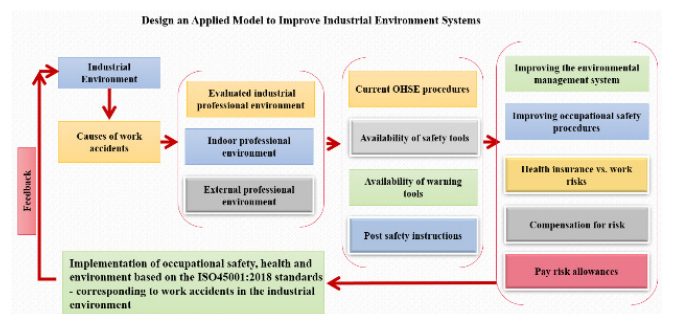 Design an Applied Model to Improve Industrial Environment Systems
Industrial
Environment
Causes of work
accidents
Feedback
Evaluated industrial
professional environment
Indoor professional
environment
External professional
environment
Current OHSE procedures
Availability of safety tools
Availability of warning
tools
Post safety instructions
Improving the environmental
management system
Improving occupational safety
procedures
Health insurance vs. work
risks
Compensation for risk
Pay risk allowances
Implementation of occupational safety, health and
environment based on the ISO45001:2018 standards
- corresponding to work accidents in the industrial
environment